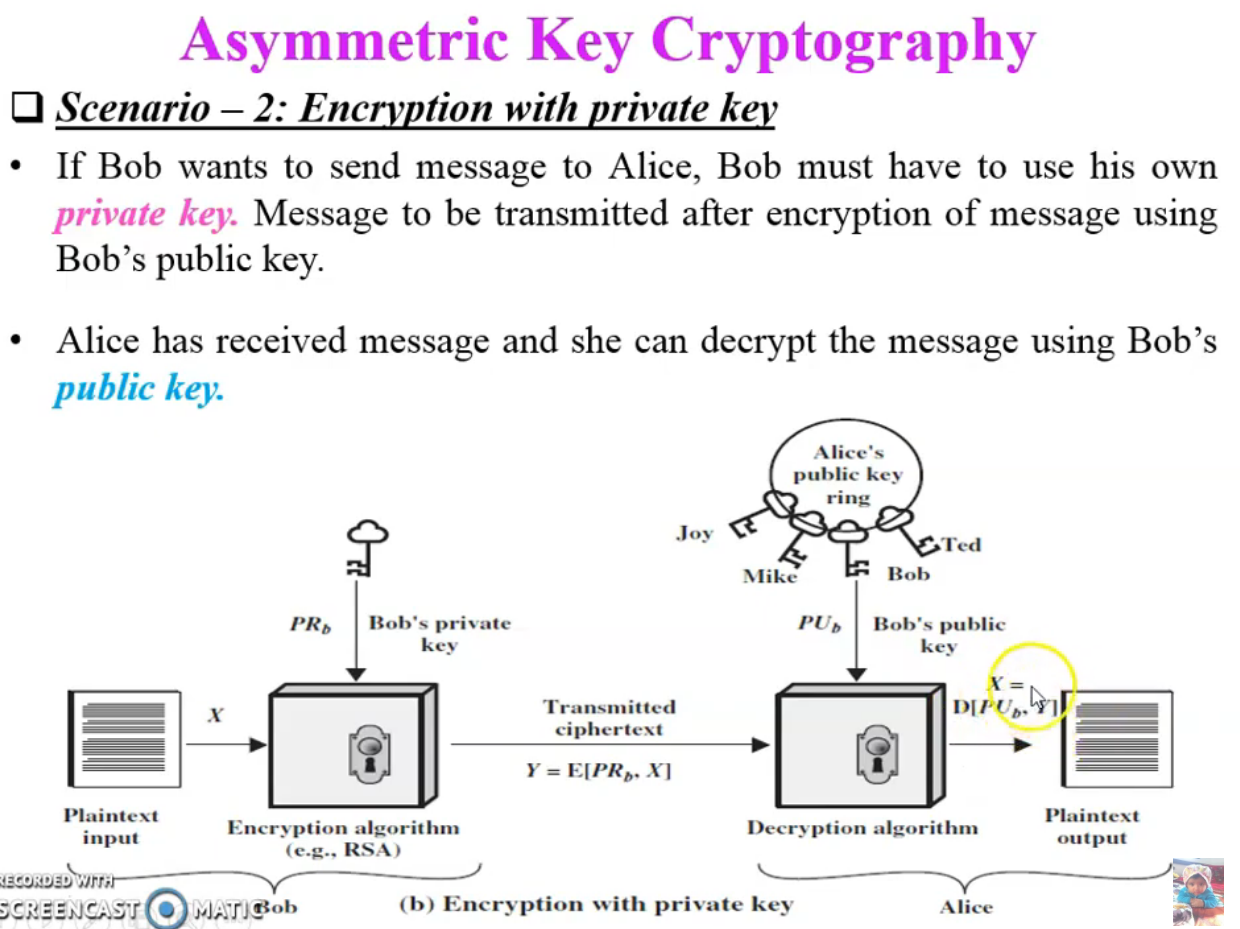 Asymmetric Key Cryptography
❑ Scenario – 2: Encryption with private key
• If Bob wants to send message to Alice, Bob must have to use his own
private key. Message to be transmitted after encryption of message using
Bob’s public key.
• Alice has received message and she can decrypt the message using Bob’s
public key.
Alice's
public key
ring
Joy
Mike
Bob
Ted
PRb
Bob's private
key
PUb
Bob's public
key
X
Transmitted
ciphertext
Y = E[PRb, X]
X =
D[PUb, Y]
Plaintext
input
Encryption algorithm
(e.g., RSA)
Decryption algorithm
Plaintext
output
Bob
(b) Encryption with private key
Alice
RECORDED WITH
SCREENCAST MATIC